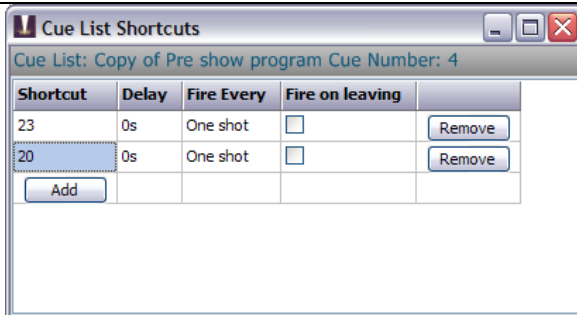 Cue List Shortcuts
Cue List: Copy of Pre show program Cue Number: 4
Shortcut Delay Fire Every Fire on leaving
23 0s One shot Remove
20 0s One shot Remove
Add